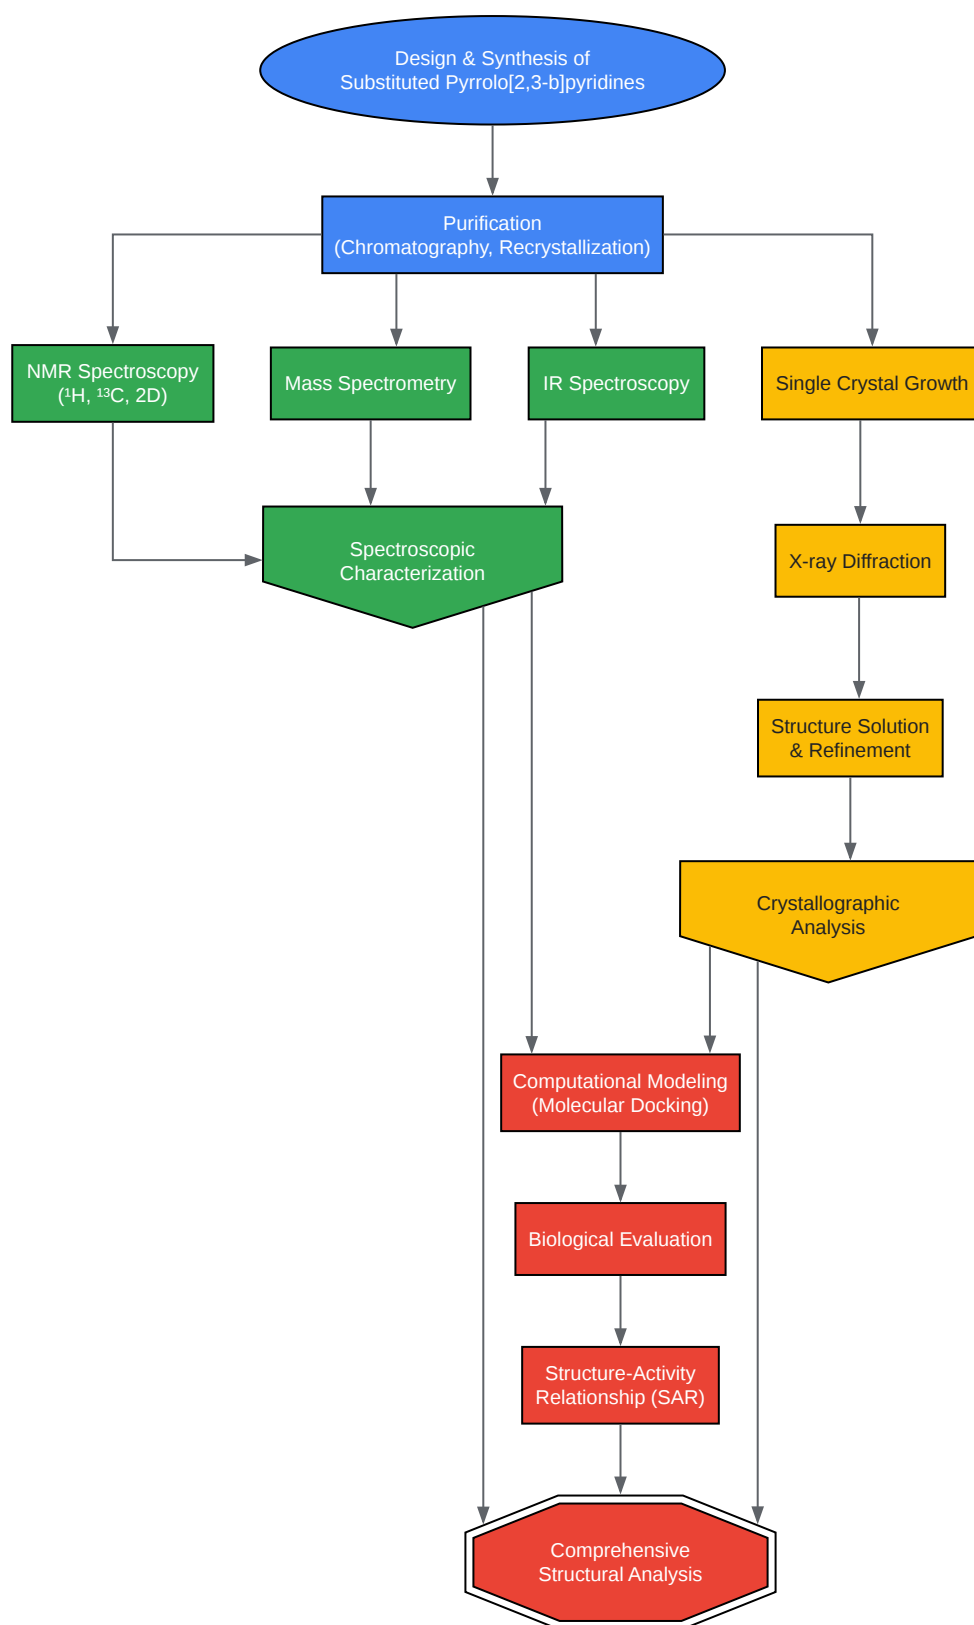 Design & Synthesis of
Substituted Pyrrolo[2,3-b]pyridines
Purification
(Chromatography, Recrystallization)
NMR Spectroscopy
(¹H, ¹³C, 2D)
Mass Spectrometry
IR Spectroscopy
Single Crystal Growth
Spectroscopic
Characterization
X-ray Diffraction
Structure Solution
& Refinement
Crystallographic
Analysis
Computational Modeling
(Molecular Docking)
Biological Evaluation
Structure-Activity
Relationship (SAR)
Comprehensive
Structural Analysis